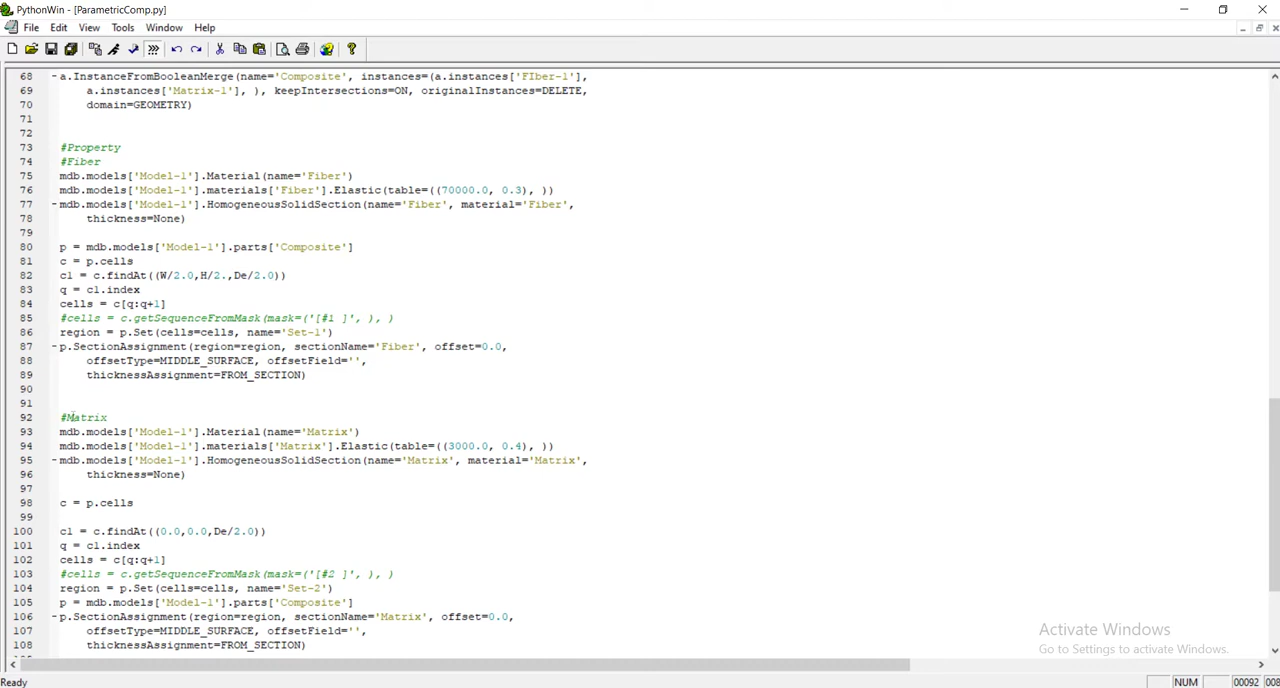 PythonWin - [ParametricComp.py]
File Edit View Tools Window Help
68 a.InstanceFromBooleanMerge(name='Composite', instances=(a.instances['FIber-1'],
69 a.instances['Matrix-1'], ), keepIntersections=ON, originalInstances=DELETE,
70 domain=GEOMETRY)
71
72
73 #Property
74 #Fiber
75 mdb.models['Model-1'].Material(name='Fiber')
76 mdb.models['Model-1'].materials['Fiber'].Elastic(table=((70000.0, 0.3), ))
77 mdb.models['Model-1'].HomogeneousSolidSection(name='Fiber', material='Fiber',
78 thickness=None)
79
80 p = mdb.models['Model-1'].parts['Composite']
81 c = p.cells
82 c1 = c.findAt((W/2.0,H/2.,De/2.0))
83 q = c1.index
84 cells = c[q:q+1]
85 #cells = c.getSequenceFromMask(mask=('[#1 ]', ), )
86 region = p.Set(cells=cells, name='Set-1')
87 p.SectionAssignment(region=region, sectionName='Fiber', offset=0.0,
88 offsetType=MIDDLE_SURFACE, offsetField='',
89 thicknessAssignment=FROM_SECTION)
90
91
92 #Matrix
93 mdb.models['Model-1'].Material(name='Matrix')
94 mdb.models['Model-1'].materials['Matrix'].Elastic(table=((3000.0, 0.4), ))
95 mdb.models['Model-1'].HomogeneousSolidSection(name='Matrix', material='Matrix',
96 thickness=None)
97
98 c = p.cells
99
100 c1 = c.findAt((0.0,0.0,De/2.0))
101 q = c1.index
102 cells = c[q:q+1]
103 #cells = c.getSequenceFromMask(mask=('[#2 ]', ), )
104 region = p.Set(cells=cells, name='Set-2')
105 p = mdb.models['Model-1'].parts['Composite']
106 p.SectionAssignment(region=region, sectionName='Matrix', offset=0.0,
107 offsetType=MIDDLE_SURFACE, offsetField='',
108 thicknessAssignment=FROM_SECTION)
Activate Windows
Go to Settings to activate Windows.
Ready NUM 00092 008